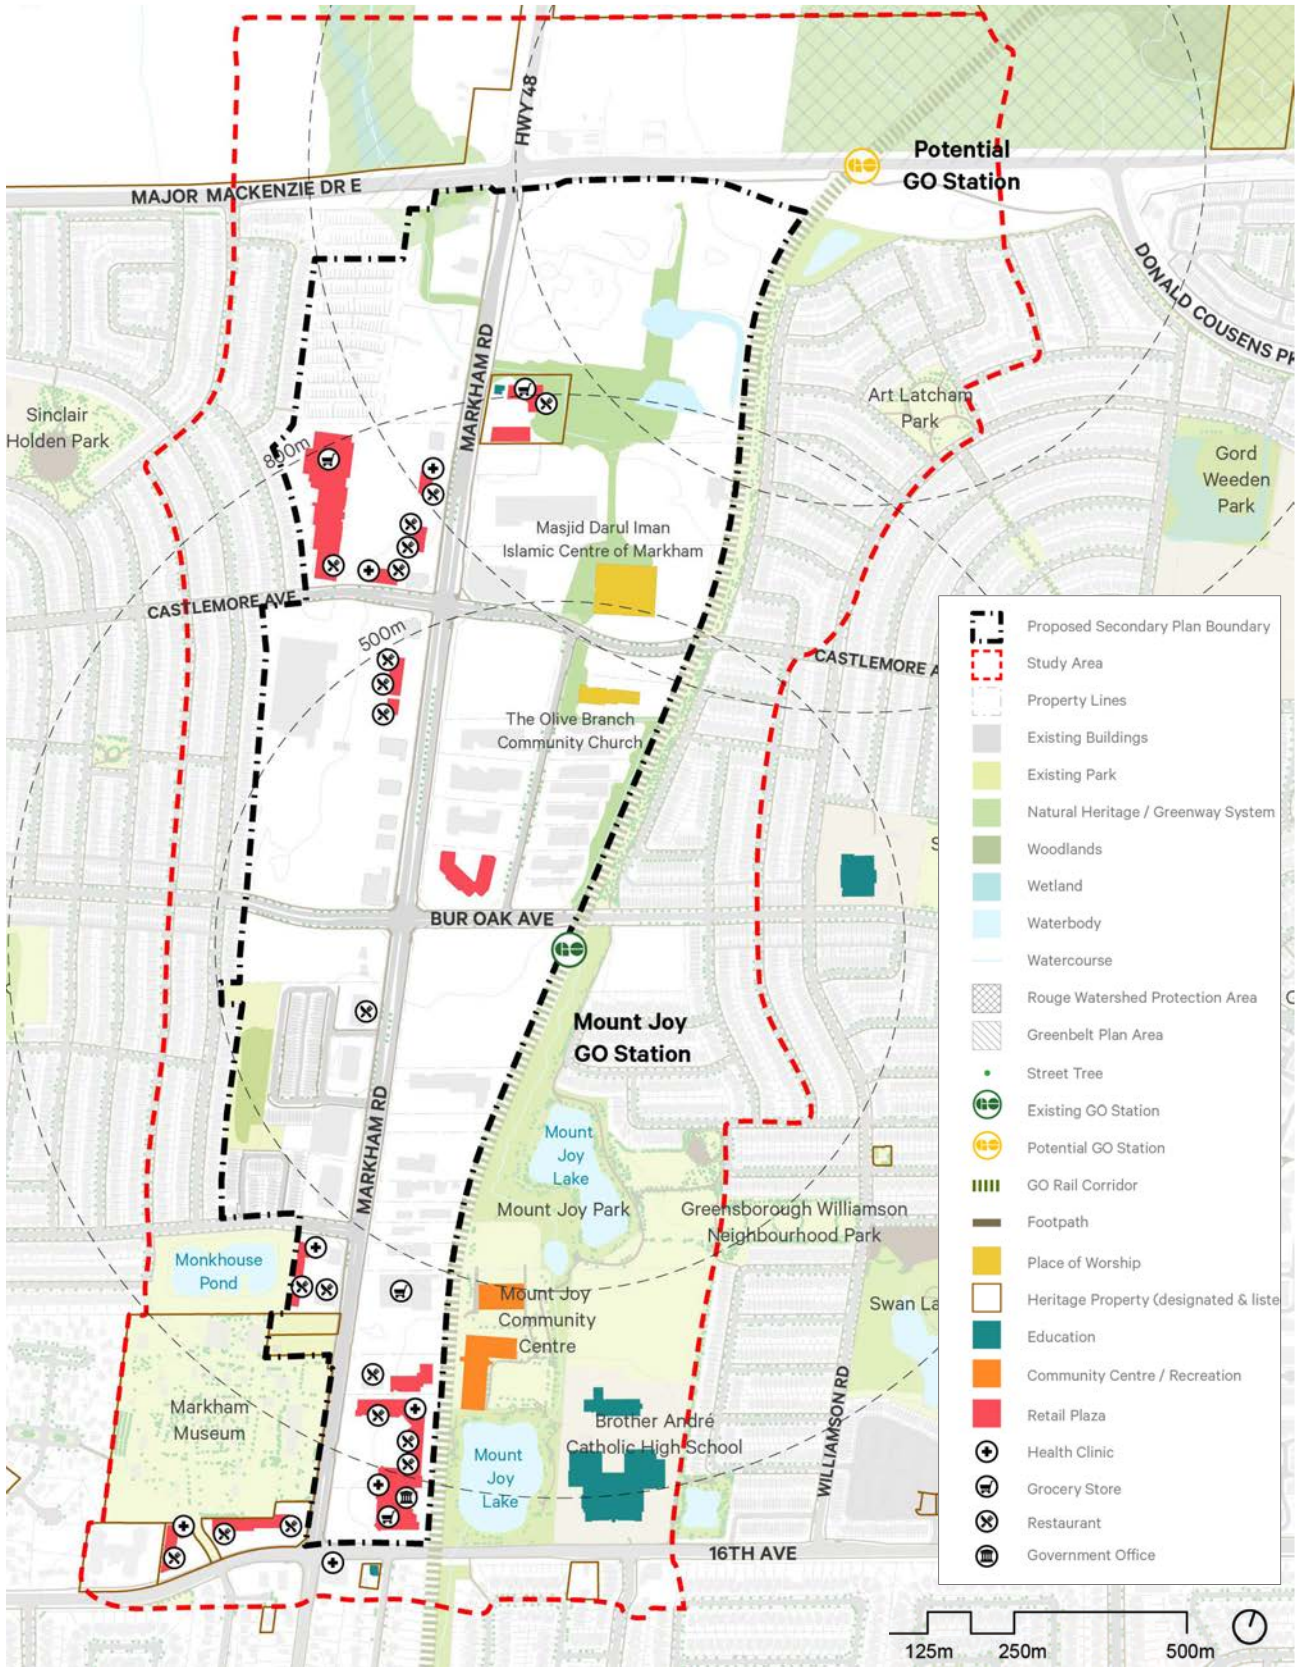 HWY 48
Potential
GO Station
MAJOR MACKENZIE DR E
DONALD COUSENS PK
MARKHAM RD
Sinclair
Holden Park
Art Latcham
Park
Gord
Weeden
Park
800m
Masjid Darul Iman
Islamic Centre of Markham
CASTLEMORE AVE
500m
CASTLEMORE A
The Olive Branch
Community Church
BUR OAK AVE
Mount Joy
GO Station
MARKHAM RD
Mount
Joy
Lake
Mount Joy Park
Greensborough Williamson
Neighbourhood Park
Monkhouse
Pond
Swan La
Mount Joy
Community
Centre
Markham
Museum
WILLIAMSON RD
Brother André
Catholic High School
Mount
Joy
Lake
16TH AVE
Proposed Secondary Plan Boundary
Study Area
Property Lines
Existing Buildings
Existing Park
Natural Heritage / Greenway System
Woodlands
Wetland
Waterbody
Watercourse
Rouge Watershed Protection Area
Greenbelt Plan Area
Street Tree
Existing GO Station
Potential GO Station
GO Rail Corridor
Footpath
Place of Worship
Heritage Property (designated & liste
Education
Community Centre / Recreation
Retail Plaza
Health Clinic
Grocery Store
Restaurant
Government Office
125m 250m 500m